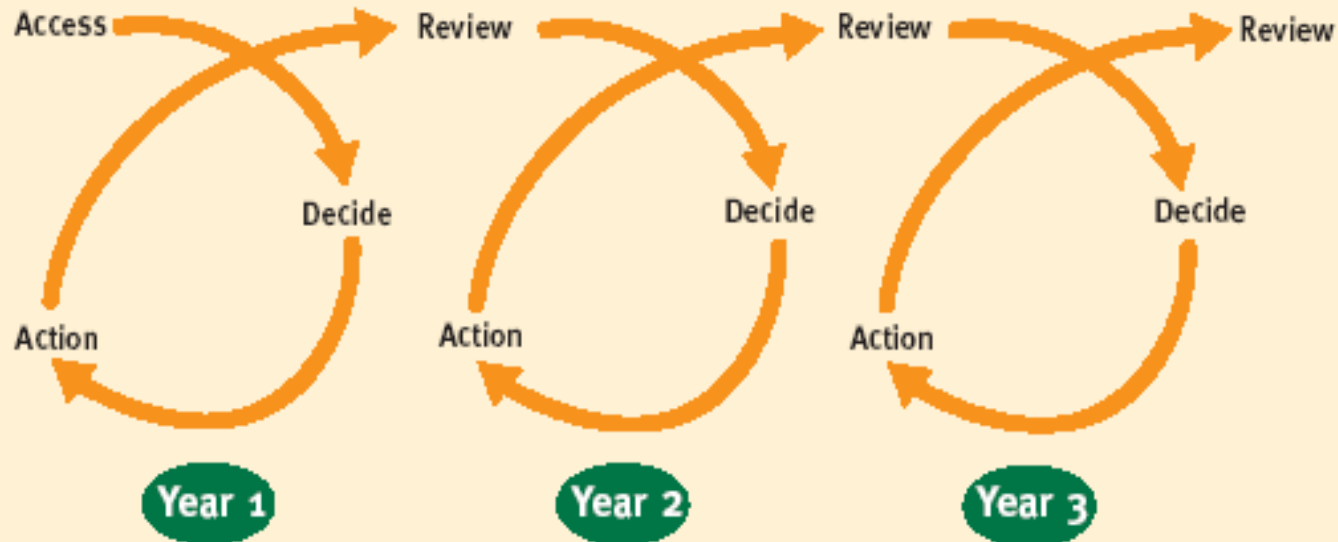 Access
Review
Review
Review
Decide
Decide
Decide
Action
Action
Action
Year 1
Year 2
Year 3